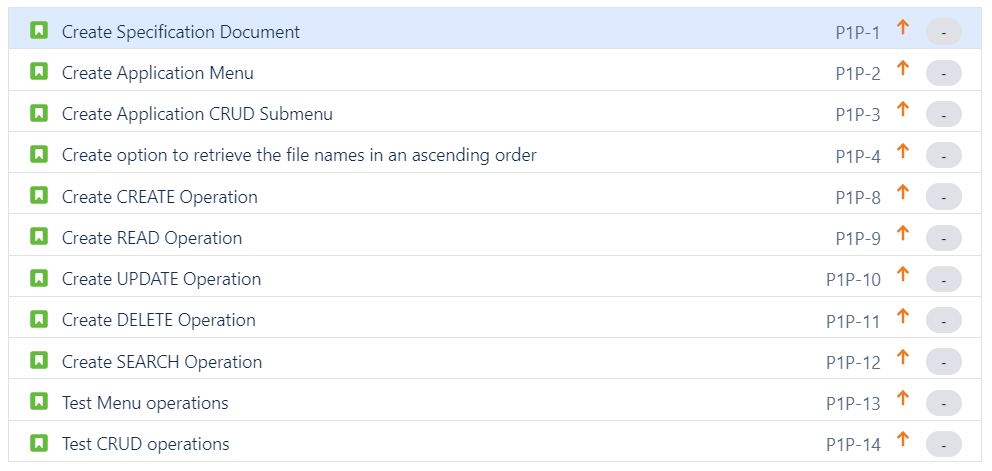 Create Specification Document P1P-1 -
Create Application Menu P1P-2 -
Create Application CRUD Submenu P1P-3 -
Create option to retrieve the file names in an ascending order P1P-4 -
Create CREATE Operation P1P-8 -
Create READ Operation P1P-9 -
Create UPDATE Operation P1P-10 -
Create DELETE Operation P1P-11 -
Create SEARCH Operation P1P-12 -
Test Menu operations P1P-13 -
Test CRUD operations P1P-14 -